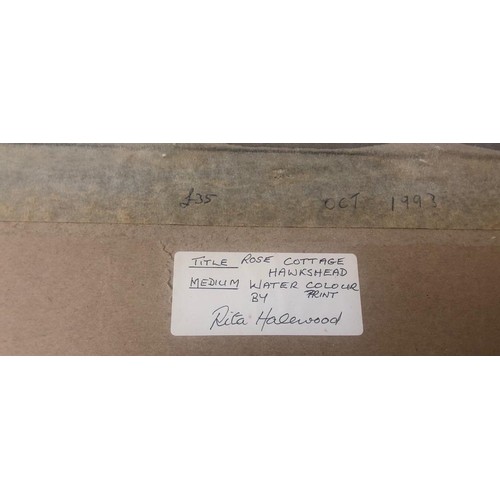 £35 OCT 1993
TITLE ROSE COTTAGE
HAWKSHEAD
MEDIUM WATER COLOUR
BY PRINT
Rita Halewood